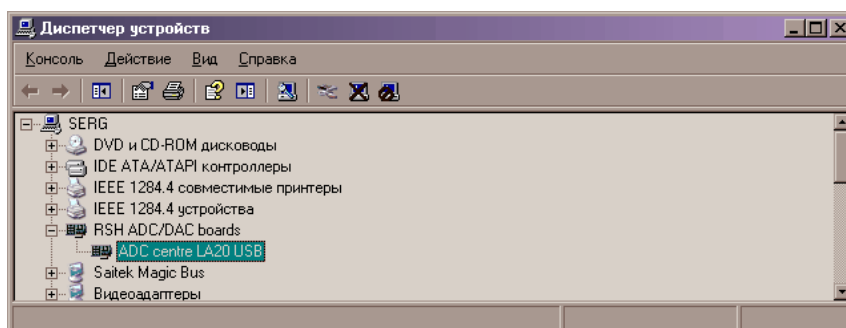 Диспетчер устройств
Консоль Действие Вид Справка
SERG
DVD и CD-ROM дисководы
IDE ATA/ATAPI контроллеры
IEEE 1284.4 совместимые принтеры
IEEE 1284.4 устройства
RSH ADC/DAC boards
ADC centre LA20 USB
Saitek Magic Bus
Видеоадаптеры